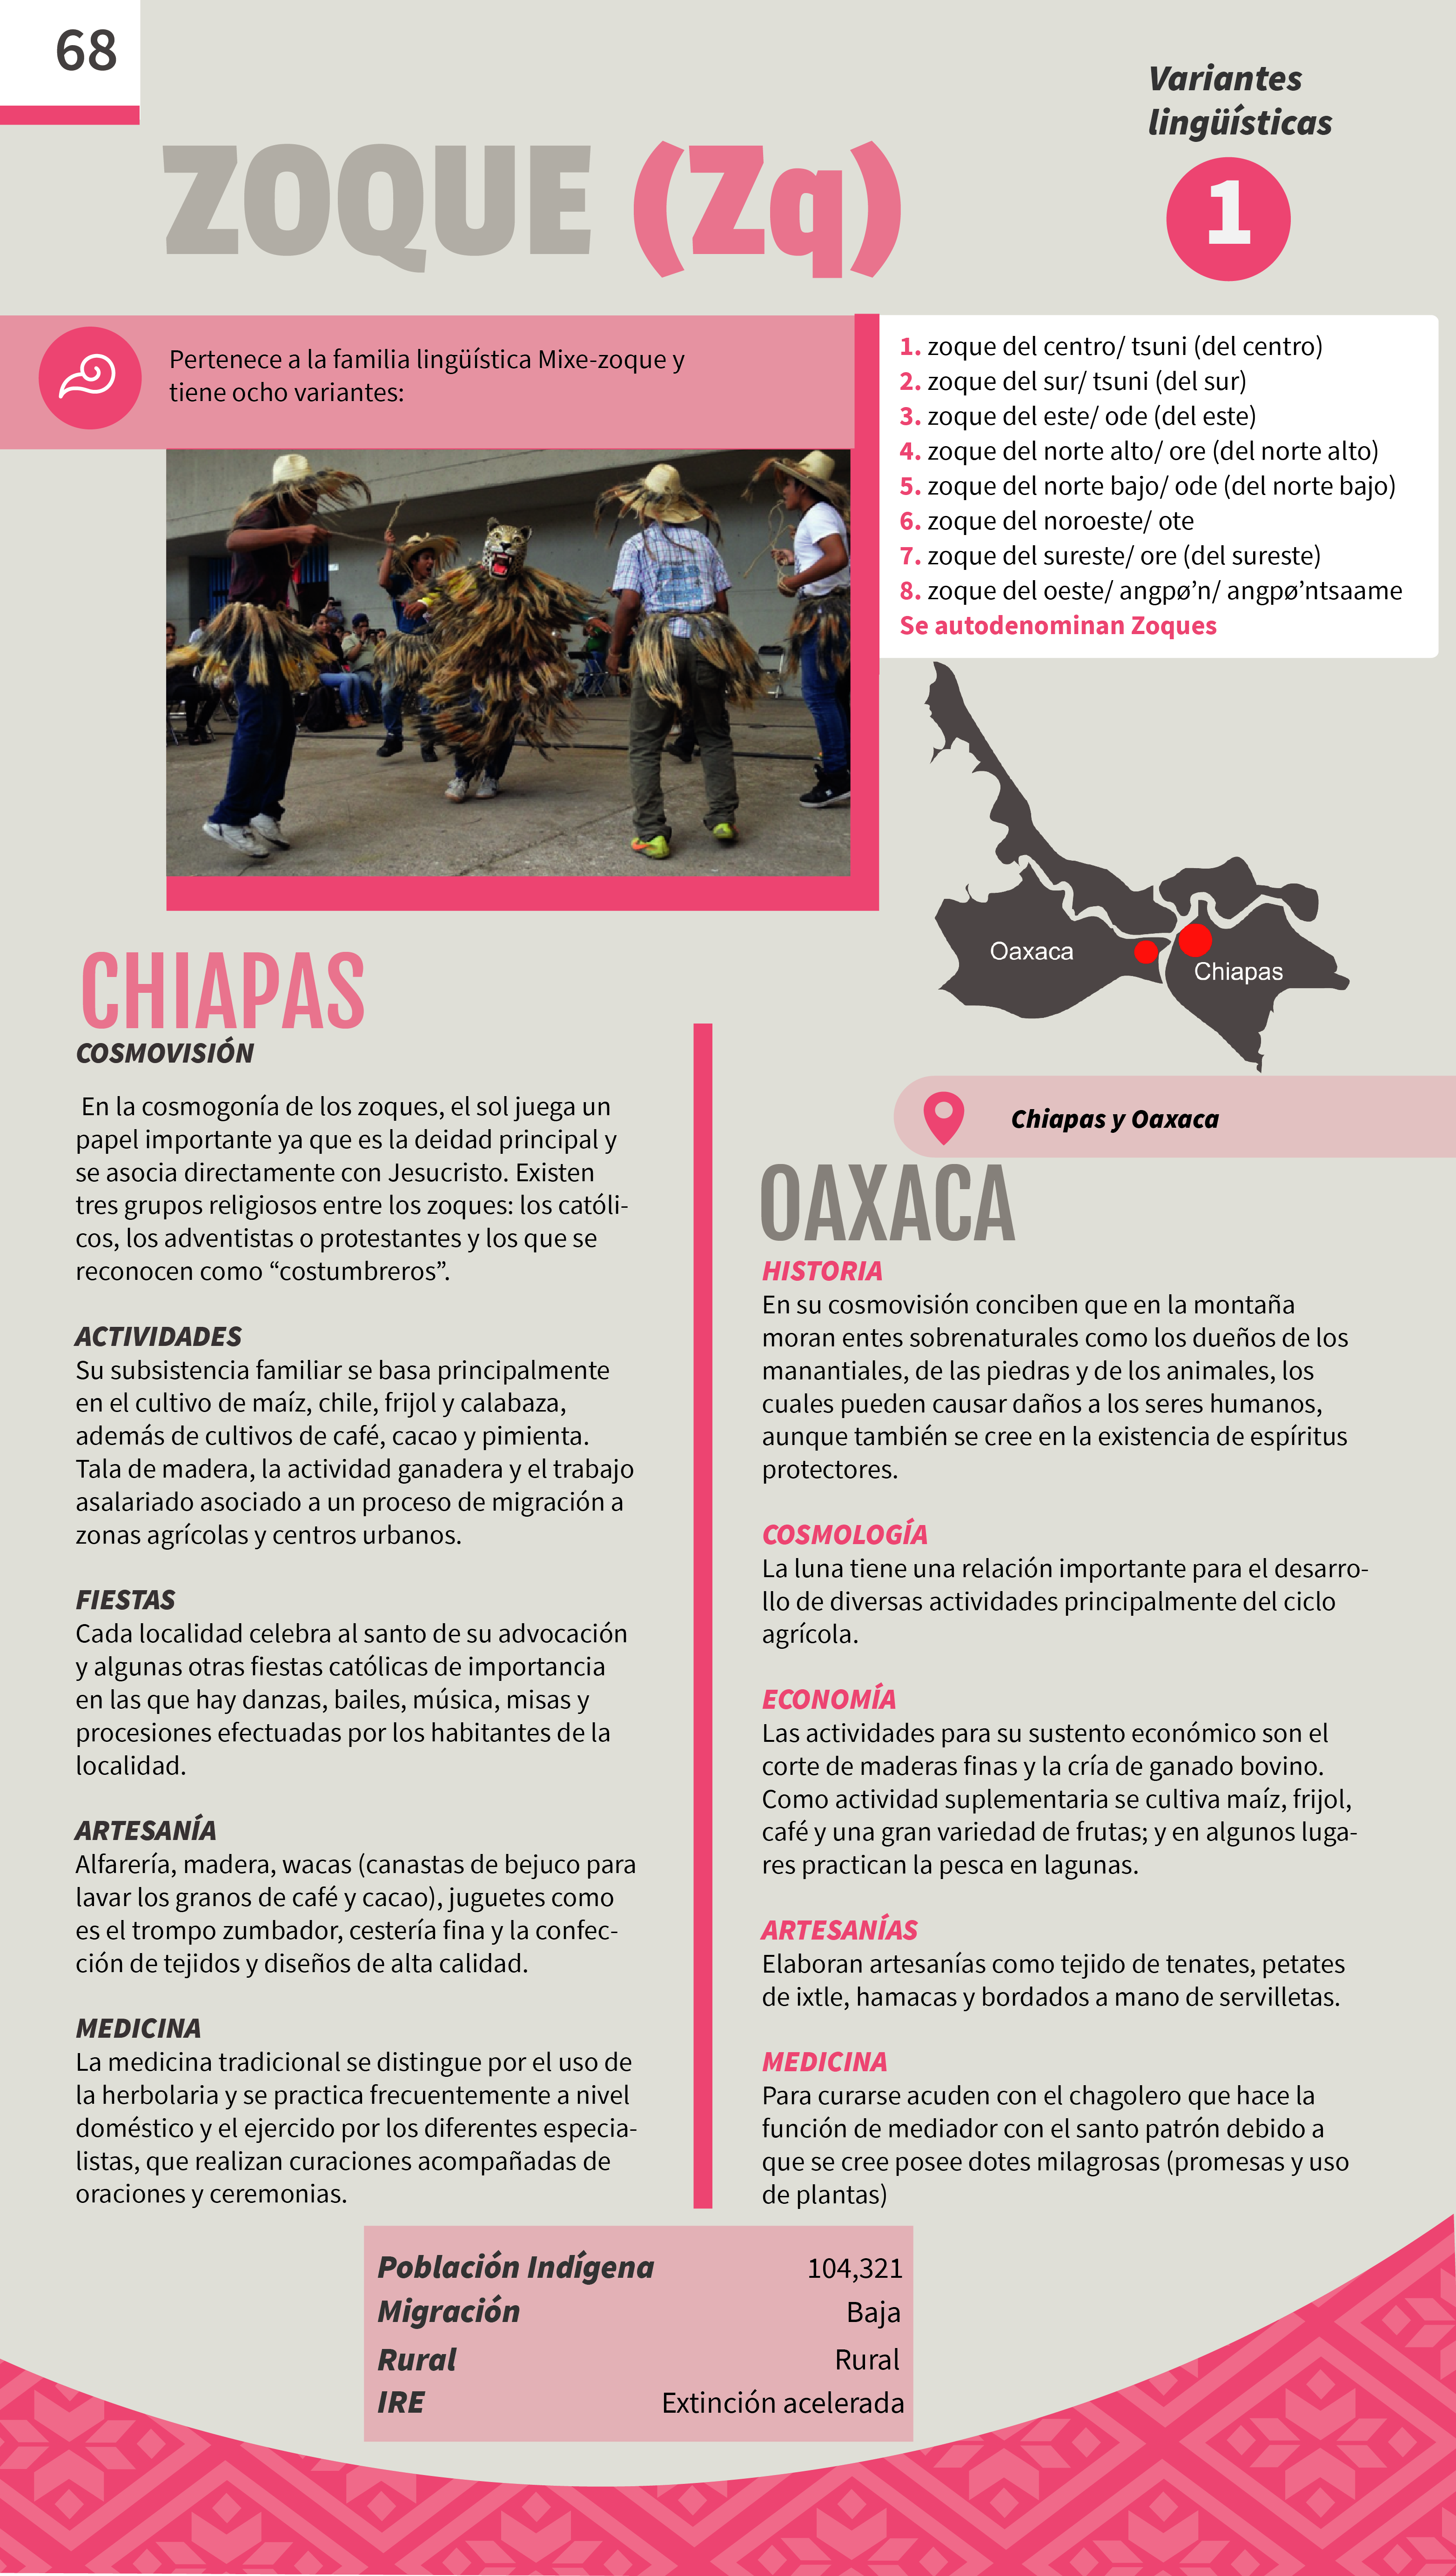 68
Variantes
lingüísticas
1
ZOQUE (Zq)
Pertenece a la familia lingüística Mixe-zoque y
tiene ocho variantes:
1. zoque del centro/ tsuni (del centro)
2. zoque del sur/ tsuni (del sur)
3. zoque del este/ ode (del este)
4. zoque del norte alto/ ore (del norte alto)
5. zoque del norte bajo/ ode (del norte bajo)
6. zoque del noroeste/ ote
7. zoque del sureste/ ore (del sureste)
8. zoque del oeste/ angpø’n/ angpø’ntsaame
Se autodenominan Zoques
Oaxaca
Chiapas
Chiapas y Oaxaca
CHIAPAS
COSMOVISIÓN
En la cosmogonía de los zoques, el sol juega un
papel importante ya que es la deidad principal y
se asocia directamente con Jesucristo. Existen
tres grupos religiosos entre los zoques: los católi-
cos, los adventistas o protestantes y los que se
reconocen como “costumbreros”.
ACTIVIDADES
Su subsistencia familiar se basa principalmente
en el cultivo de maíz, chile, frijol y calabaza,
además de cultivos de café, cacao y pimienta.
Tala de madera, la actividad ganadera y el trabajo
asalariado asociado a un proceso de migración a
zonas agrícolas y centros urbanos.
FIESTAS
Cada localidad celebra al santo de su advocación
y algunas otras fiestas católicas de importancia
en las que hay danzas, bailes, música, misas y
procesiones efectuadas por los habitantes de la
localidad.
ARTESANÍA
Alfarería, madera, wacas (canastas de bejuco para
lavar los granos de café y cacao), juguetes como
es el trompo zumbador, cestería fina y la confec-
ción de tejidos y diseños de alta calidad.
MEDICINA
La medicina tradicional se distingue por el uso de
la herbolaria y se practica frecuentemente a nivel
doméstico y el ejercido por los diferentes especia-
listas, que realizan curaciones acompañadas de
oraciones y ceremonias.
OAXACA
HISTORIA
En su cosmovisión conciben que en la montaña
moran entes sobrenaturales como los dueños de los
manantiales, de las piedras y de los animales, los
cuales pueden causar daños a los seres humanos,
aunque también se cree en la existencia de espíritus
protectores.
COSMOLOGÍA
La luna tiene una relación importante para el desarro-
llo de diversas actividades principalmente del ciclo
agrícola.
ECONOMÍA
Las actividades para su sustento económico son el
corte de maderas finas y la cría de ganado bovino.
Como actividad suplementaria se cultiva maíz, frijol,
café y una gran variedad de frutas; y en algunos luga-
res practican la pesca en lagunas.
ARTESANÍAS
Elaboran artesanías como tejido de tenates, petates
de ixtle, hamacas y bordados a mano de servilletas.
MEDICINA
Para curarse acuden con el chagolero que hace la
función de mediador con el santo patrón debido a
que se cree posee dotes milagrosas (promesas y uso
de plantas)
Población Indígena 104,321
Migración Baja
Rural Rural
IRE Extinción acelerada